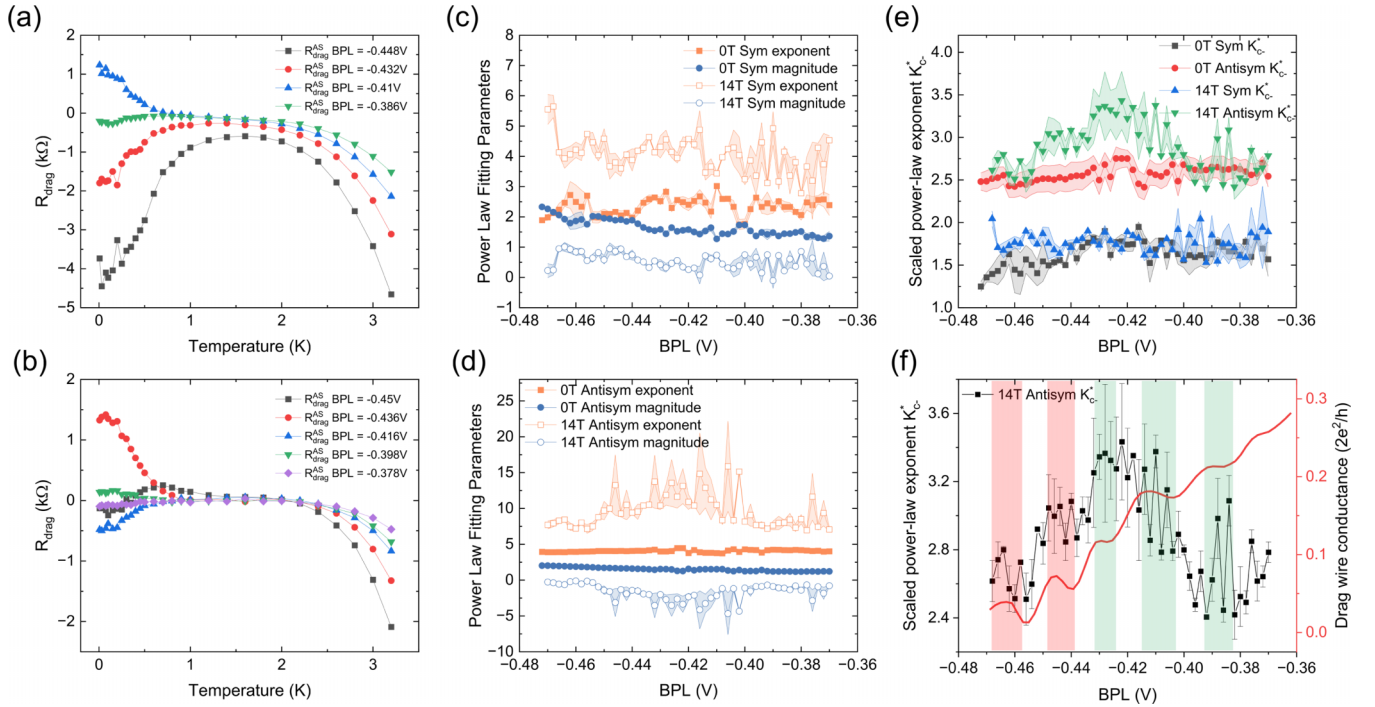 (a)
2
1
0
−1
−2
−3
−4
−5
R_drag (kΩ)
R^AS_drag BPL = -0.448V
R^AS_drag BPL = -0.432V
R^AS_drag BPL = -0.41V
R^AS_drag BPL = -0.386V
0
1
2
3
Temperature (K)
(b)
2
1
0
−1
−2
R_drag (kΩ)
R^AS_drag BPL = -0.45V
R^AS_drag BPL = -0.436V
R^AS_drag BPL = -0.416V
R^AS_drag BPL = -0.398V
R^AS_drag BPL = -0.378V
0
1
2
3
Temperature (K)
(c)
8
7
6
5
4
3
2
1
0
−1
Power Law Fitting Parameters
0T Sym exponent
0T Sym magnitude
14T Sym exponent
14T Sym magnitude
−0.48
−0.46
−0.44
−0.42
−0.40
−0.38
−0.36
BPL (V)
(d)
25
20
15
10
5
0
−5
−10
Power Law Fitting Parameters
0T Antisym exponent
0T Antisym magnitude
14T Antisym exponent
14T Antisym magnitude
−0.48
−0.46
−0.44
−0.42
−0.40
−0.38
−0.36
BPL (V)
(e)
4.0
3.5
3.0
2.5
2.0
1.5
1.0
Scaled power-law exponent K*_c-
0T Sym K*_c-
0T Antisym K*_c-
14T Sym K*_c-
14T Antisym K*_c-
−0.48
−0.46
−0.44
−0.42
−0.40
−0.38
−0.36
BPL (V)
(f)
3.6
3.2
2.8
2.4
Scaled power-law exponent K*_c-
14T Antisym K*_c-
0.3
0.2
0.1
0.0
Drag wire conductance (2e²/h)
−0.48
−0.46
−0.44
−0.42
−0.40
−0.38
−0.36
BPL (V)